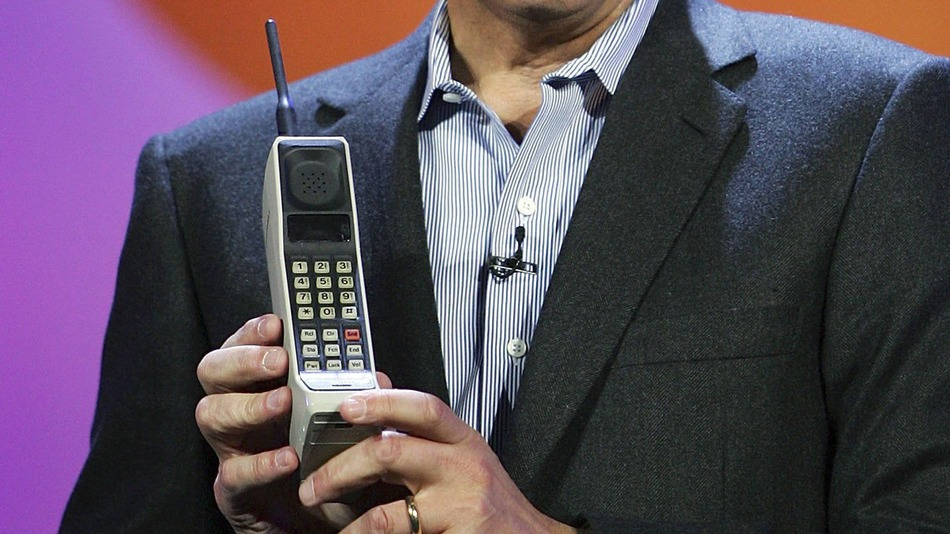 1 2 3
4 5 6
7 8 9
* 0 #
Rcl Clr Snd
Sto Fcn End
Pwr Lock Vol